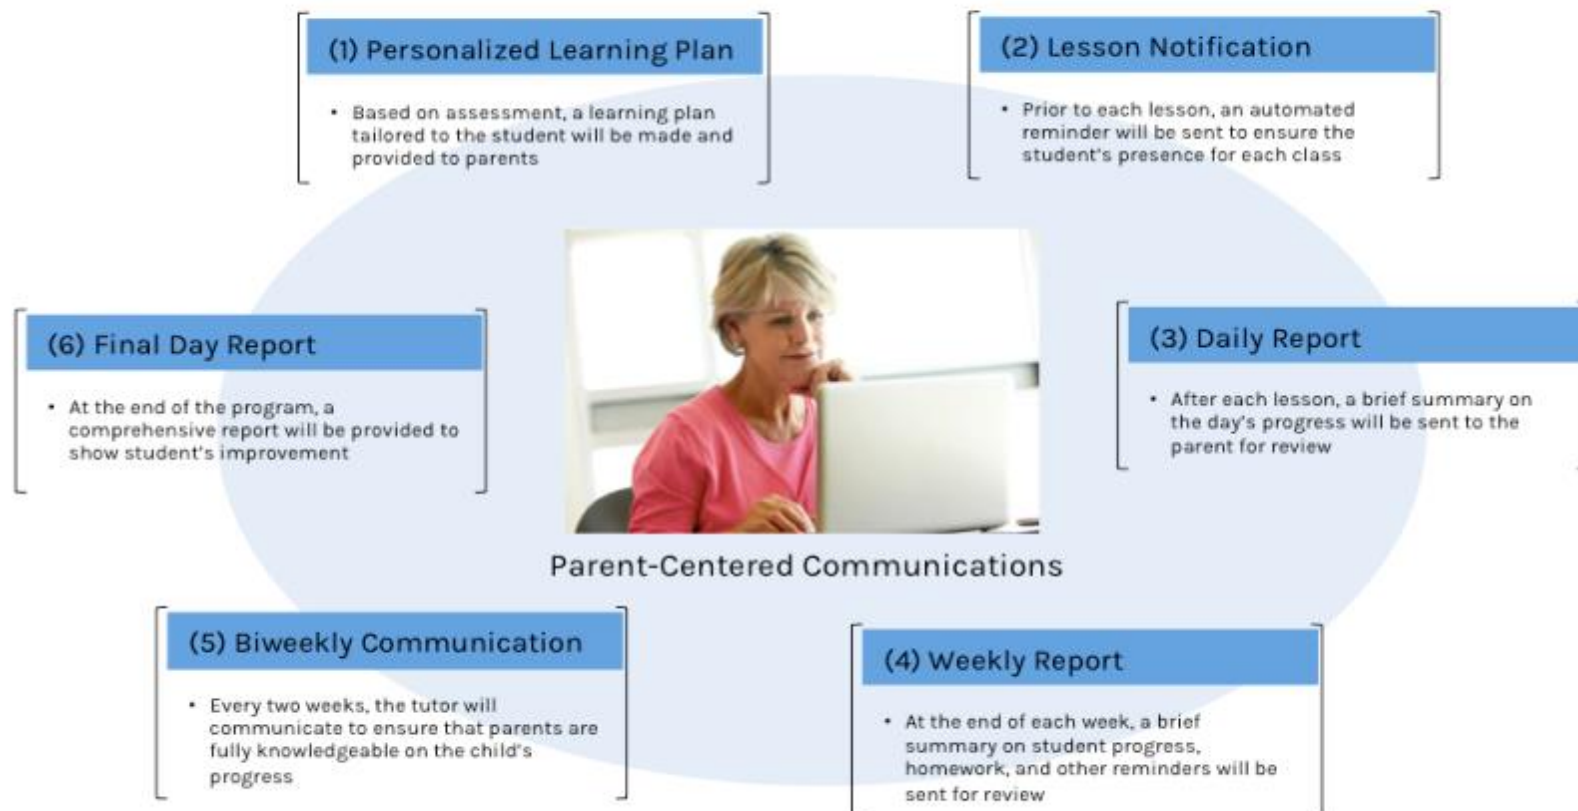 (1) Personalized Learning Plan
• Based on assessment, a learning plan
tailored to the student will be made and
provided to parents
(2) Lesson Notification
• Prior to each lesson, an automated
reminder will be sent to ensure the
student's presence for each class
(3) Daily Report
• After each lesson, a brief summary on
the day's progress will be sent to the
parent for review
(4) Weekly Report
• At the end of each week, a brief
summary on student progress,
homework, and other reminders will be
sent for review
(5) Biweekly Communication
• Every two weeks, the tutor will
communicate to ensure that parents are
fully knowledgeable on the child's
progress
(6) Final Day Report
• At the end of the program, a
comprehensive report will be provided to
show student's improvement
Parent-Centered Communications